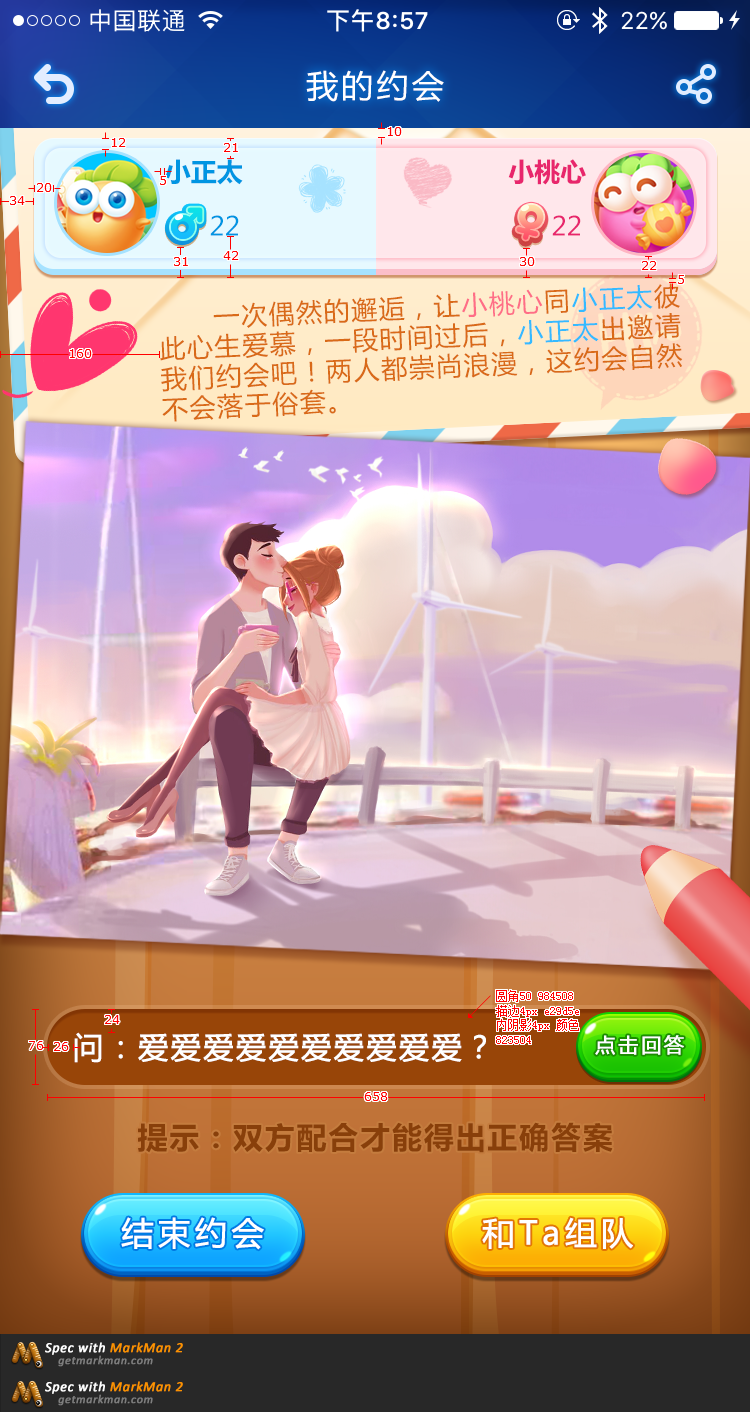 中国联通 下午8:57 22%
我的约会
10
12
21
小正太 小桃心
5
20
34
22 22
31 42 30 22
5
一次偶然的邂逅，让小桃心同小正太彼
此心生爱慕，一段时间过后，小正太出邀请
我们约会吧！两人都崇尚浪漫，这约会自然
不会落于俗套。
160
圆角50 984508
描边4px e29d5e
内阴影4px 颜色
823504
24
76 26 问：爱爱爱爱爱爱爱爱爱爱？ 点击回答
658
提示：双方配合才能得出正确答案
结束约会 和Ta组队
Spec with MarkMan 2
getmarkman.com
Spec with MarkMan 2
getmarkman.com